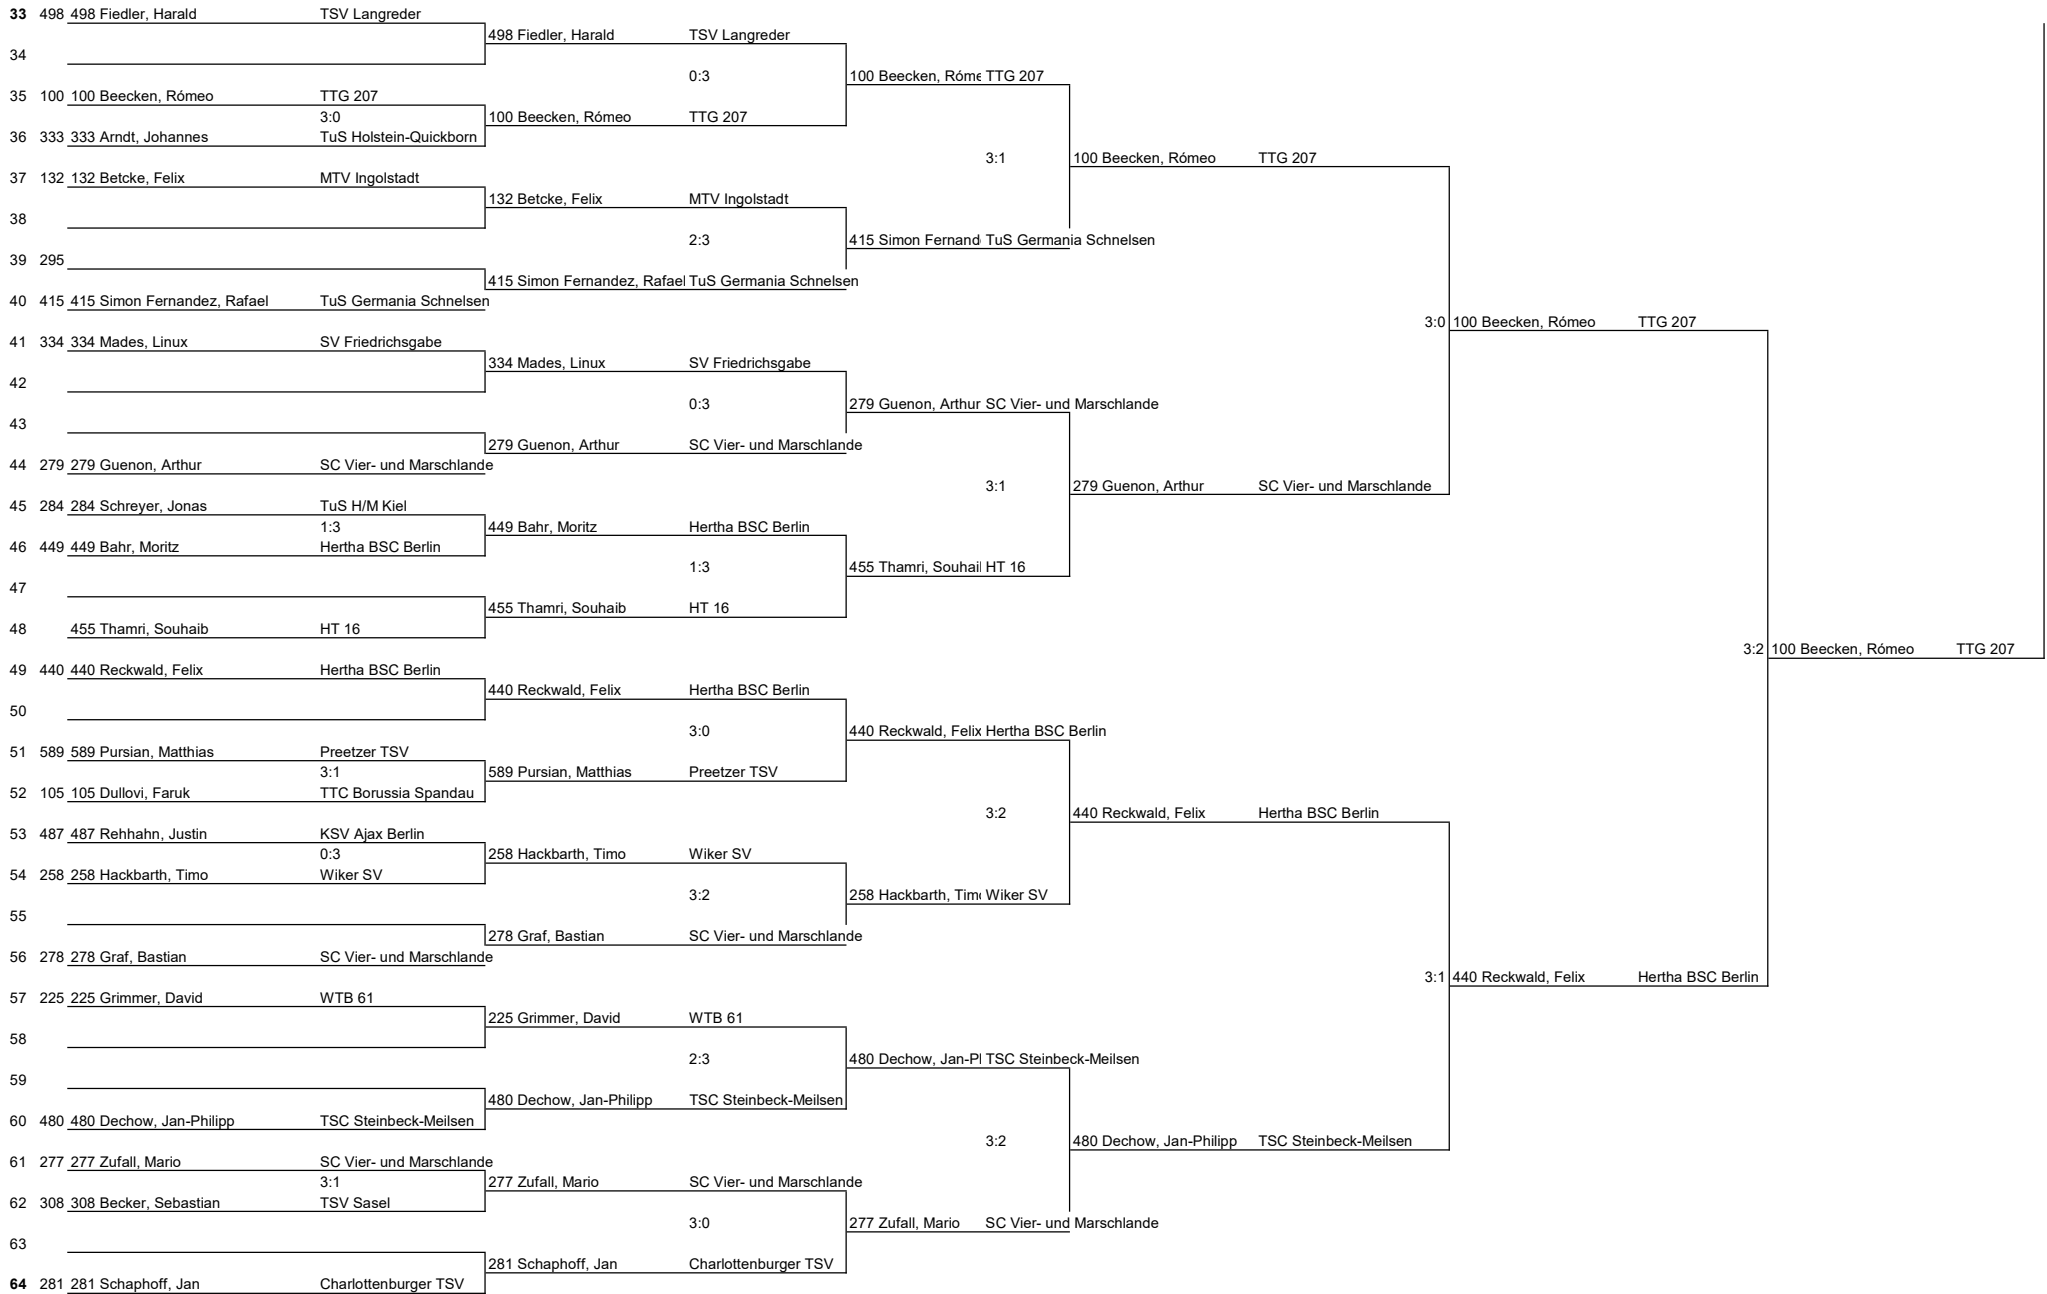 33 498 498 Fiedler, Harald TSV Langreder
498 Fiedler, Harald TSV Langreder
34
0:3 100 Beecken, Róme TTG 207
35 100 100 Beecken, Rómeo TTG 207
3:0 100 Beecken, Rómeo TTG 207
36 333 333 Arndt, Johannes TuS Holstein-Quickborn
3:1 100 Beecken, Rómeo TTG 207
37 132 132 Betcke, Felix MTV Ingolstadt
132 Betcke, Felix MTV Ingolstadt
38
2:3 415 Simon Fernand TuS Germania Schnelsen
39 295
415 Simon Fernandez, Rafael TuS Germania Schnelsen
40 415 415 Simon Fernandez, Rafael TuS Germania Schnelsen
3:0 100 Beecken, Rómeo TTG 207
41 334 334 Mades, Linux SV Friedrichsgabe
334 Mades, Linux SV Friedrichsgabe
42
0:3 279 Guenon, Arthur SC Vier- und Marschlande
43
279 Guenon, Arthur SC Vier- und Marschlande
44 279 279 Guenon, Arthur SC Vier- und Marschlande
3:1 279 Guenon, Arthur SC Vier- und Marschlande
45 284 284 Schreyer, Jonas TuS H/M Kiel
1:3 449 Bahr, Moritz Hertha BSC Berlin
46 449 449 Bahr, Moritz Hertha BSC Berlin
1:3 455 Thamri, Souhail HT 16
47
455 Thamri, Souhaib HT 16
48 455 Thamri, Souhaib HT 16
3:2 100 Beecken, Rómeo TTG 207
49 440 440 Reckwald, Felix Hertha BSC Berlin
440 Reckwald, Felix Hertha BSC Berlin
50
3:0 440 Reckwald, Felix Hertha BSC Berlin
51 589 589 Pursian, Matthias Preetzer TSV
3:1 589 Pursian, Matthias Preetzer TSV
52 105 105 Dullovi, Faruk TTC Borussia Spandau
3:2 440 Reckwald, Felix Hertha BSC Berlin
53 487 487 Rehhahn, Justin KSV Ajax Berlin
0:3 258 Hackbarth, Timo Wiker SV
54 258 258 Hackbarth, Timo Wiker SV
3:2 258 Hackbarth, Tim Wiker SV
55
278 Graf, Bastian SC Vier- und Marschlande
56 278 278 Graf, Bastian SC Vier- und Marschlande
3:1 440 Reckwald, Felix Hertha BSC Berlin
57 225 225 Grimmer, David WTB 61
225 Grimmer, David WTB 61
58
2:3 480 Dechow, Jan-Pl TSC Steinbeck-Meilsen
59
480 Dechow, Jan-Philipp TSC Steinbeck-Meilsen
60 480 480 Dechow, Jan-Philipp TSC Steinbeck-Meilsen
3:2 480 Dechow, Jan-Philipp TSC Steinbeck-Meilsen
61 277 277 Zufall, Mario SC Vier- und Marschlande
3:1 277 Zufall, Mario SC Vier- und Marschlande
62 308 308 Becker, Sebastian TSV Sasel
3:0 277 Zufall, Mario SC Vier- und Marschlande
63
281 Schaphoff, Jan Charlottenburger TSV
64 281 281 Schaphoff, Jan Charlottenburger TSV